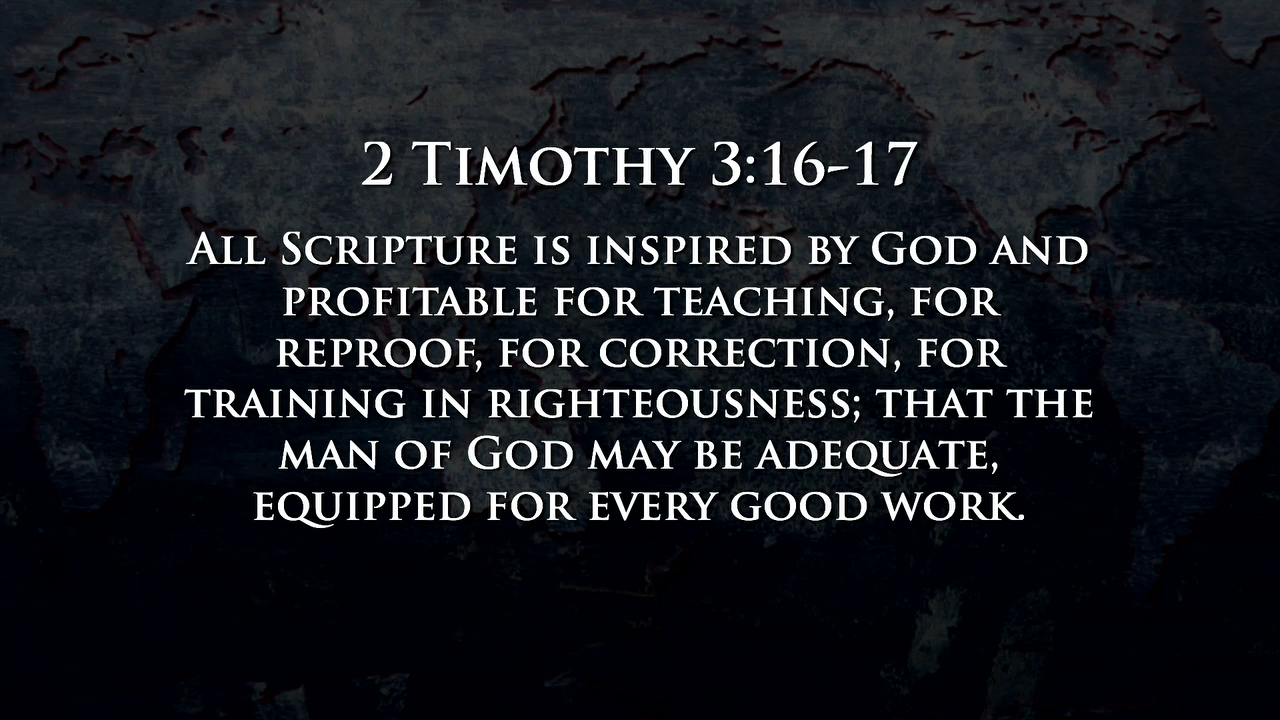 2 Timothy 3:16-17
All Scripture is inspired by God and
profitable for teaching, for
reproof, for correction, for
training in righteousness; that the
man of God may be adequate,
equipped for every good work.